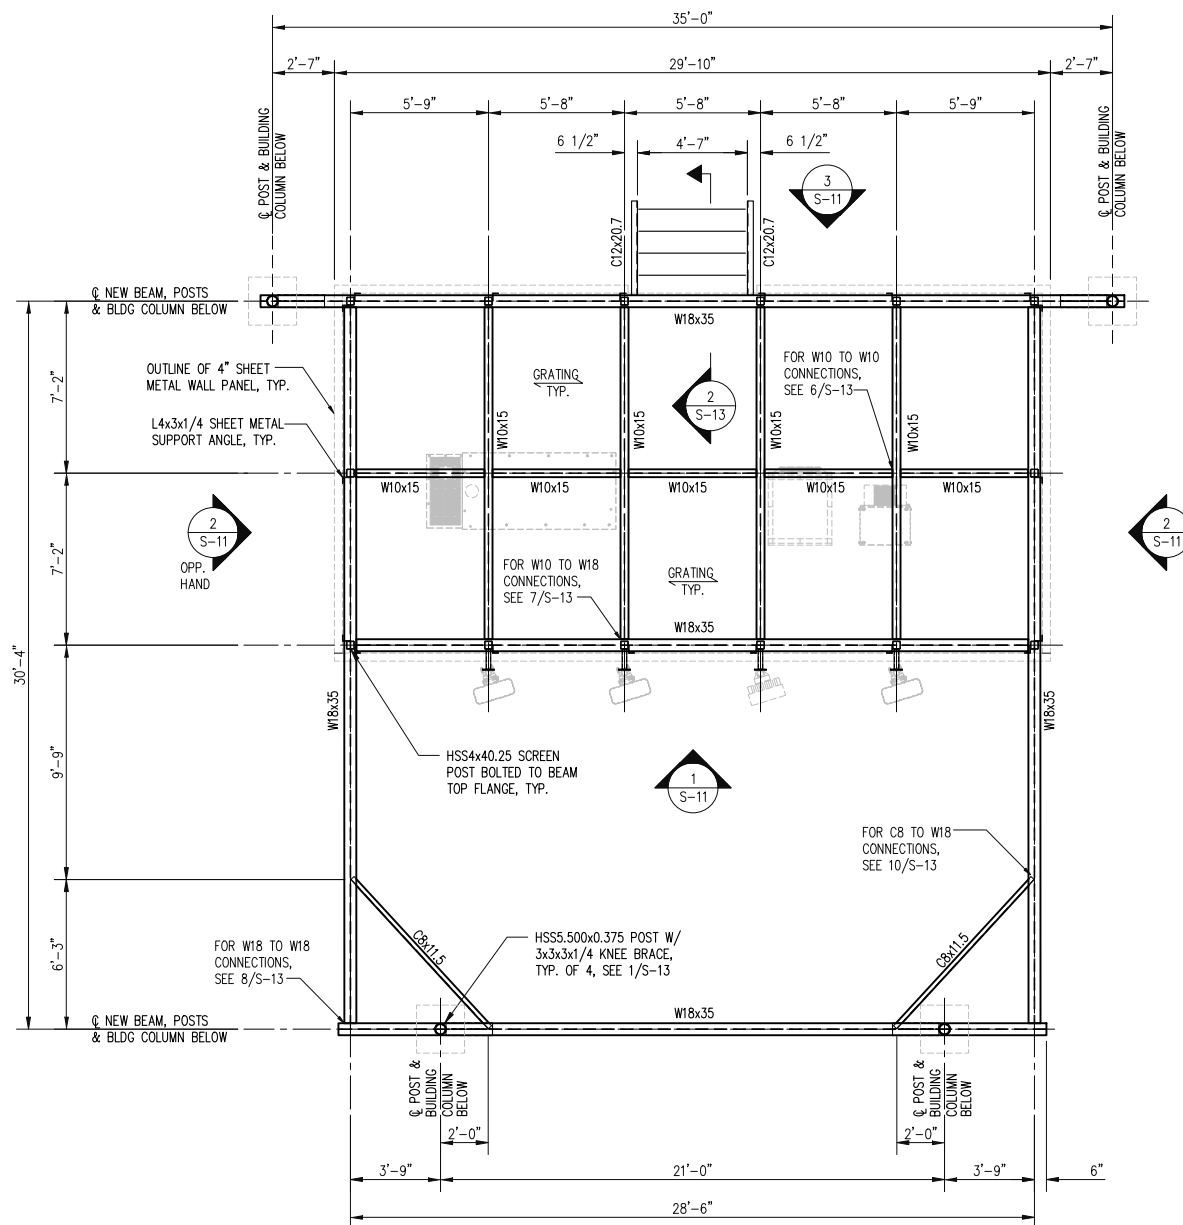 35'-0"
2'-7"
29'-10"
2'-7"
5'-9"
5'-8"
5'-8"
5'-8"
5'-9"
6 1/2"
4'-7"
6 1/2"
℄ POST & BUILDING
COLUMN BELOW
℄ POST & BUILDING
COLUMN BELOW
3
S-11
C12x20.7
C12x20.7
℄ NEW BEAM, POSTS
& BLDG COLUMN BELOW
W18x35
OUTLINE OF 4" SHEET
METAL WALL PANEL, TYP.
GRATING
TYP.
FOR W10 TO W10
CONNECTIONS,
SEE 6/S-13
2
S-13
7'-2"
L4x3x1/4 SHEET METAL
SUPPORT ANGLE, TYP.
W10x15
W10x15
W10x15
W10x15
W10x15
W10x15
W10x15
W10x15
W10x15
2
S-11
OPP.
HAND
2
S-11
7'-2"
FOR W10 TO W18
CONNECTIONS,
SEE 7/S-13
GRATING
TYP.
W18x35
30'-4"
W18x35
W18x35
9'-9"
HSS4x40.25 SCREEN
POST BOLTED TO BEAM
TOP FLANGE, TYP.
1
S-11
FOR C8 TO W18
CONNECTIONS,
SEE 10/S-13
6'-3"
FOR W18 TO W18
CONNECTIONS,
SEE 8/S-13
C8x11.5
HSS5.500x0.375 POST W/
3x3x3x1/4 KNEE BRACE,
TYP. OF 4, SEE 1/S-13
C8x11.5
℄ NEW BEAM, POSTS
& BLDG COLUMN BELOW
W18x35
℄ POST &
BUILDING
COLUMN
BELOW
℄ POST &
BUILDING
COLUMN
BELOW
2'-0"
2'-0"
3'-9"
21'-0"
3'-9"
6"
28'-6"